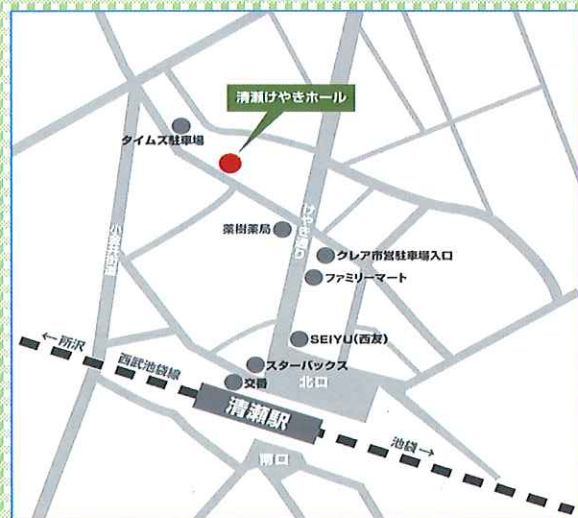 清瀬けやきホール
タイムズ駐車場
薬樹薬局
けやき通り
小金井街道
クレア市営駐車場入口
ファミリーマート
SEIYU(西友)
←所沢
西武池袋線
スターバックス
交番
北口
清瀬駅
池袋→
南口